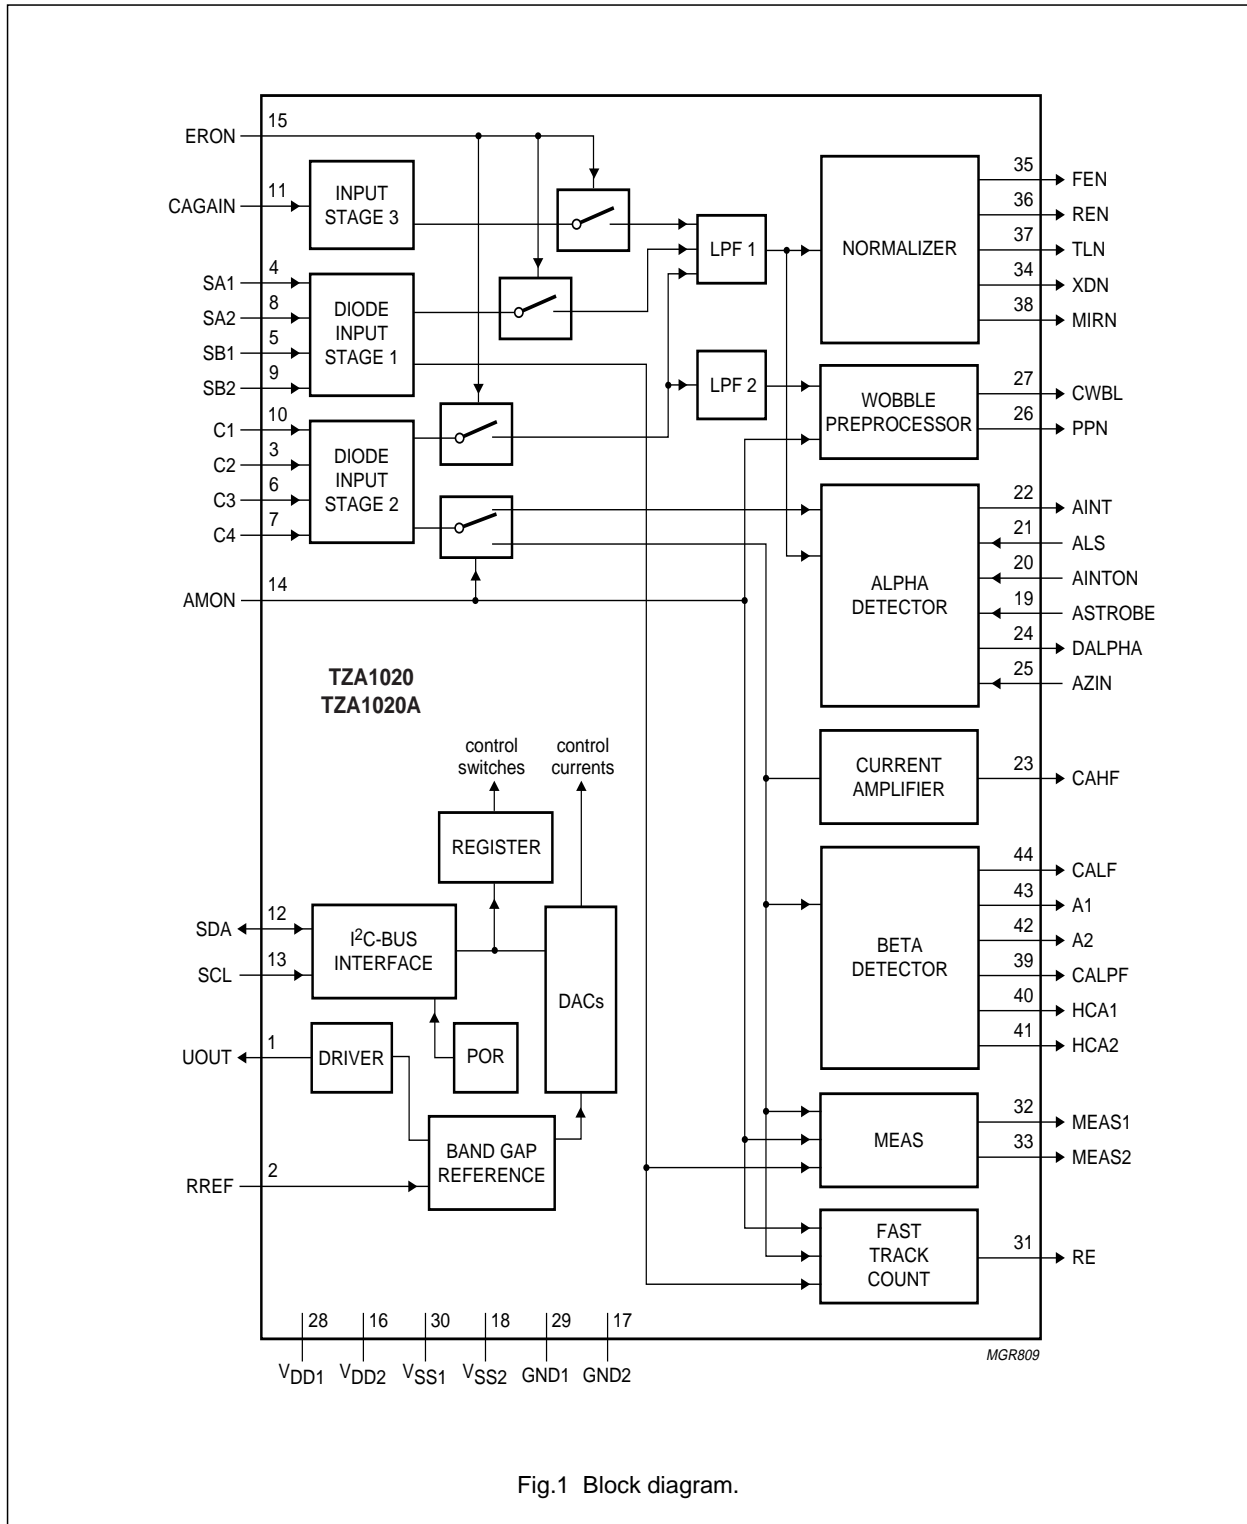 15
ERON
11
CAGAIN
INPUT
STAGE 3
4
SA1
8
SA2
5
SB1
9
SB2
DIODE
INPUT
STAGE 1
10
C1
3
C2
6
C3
7
C4
DIODE
INPUT
STAGE 2
14
AMON
LPF 1
LPF 2
NORMALIZER
35
FEN
36
REN
37
TLN
34
XDN
38
MIRN
WOBBLE
PREPROCESSOR
27
CWBL
26
PPN
ALPHA
DETECTOR
22
AINT
21
ALS
20
AINTON
19
ASTROBE
24
DALPHA
25
AZIN
TZA1020
TZA1020A
control
switches
control
currents
REGISTER
CURRENT
AMPLIFIER
23
CAHF
12
SDA
13
SCL
I2C-BUS
INTERFACE
DACs
BETA
DETECTOR
44
CALF
43
A1
42
A2
39
CALPF
40
HCA1
41
HCA2
1
UOUT
DRIVER
POR
2
RREF
BAND GAP
REFERENCE
MEAS
32
MEAS1
33
MEAS2
FAST
TRACK
COUNT
31
RE
28
16
30
18
29
17
VDD1
VDD2
VSS1
VSS2
GND1
GND2
MGR809
Fig.1 Block diagram.